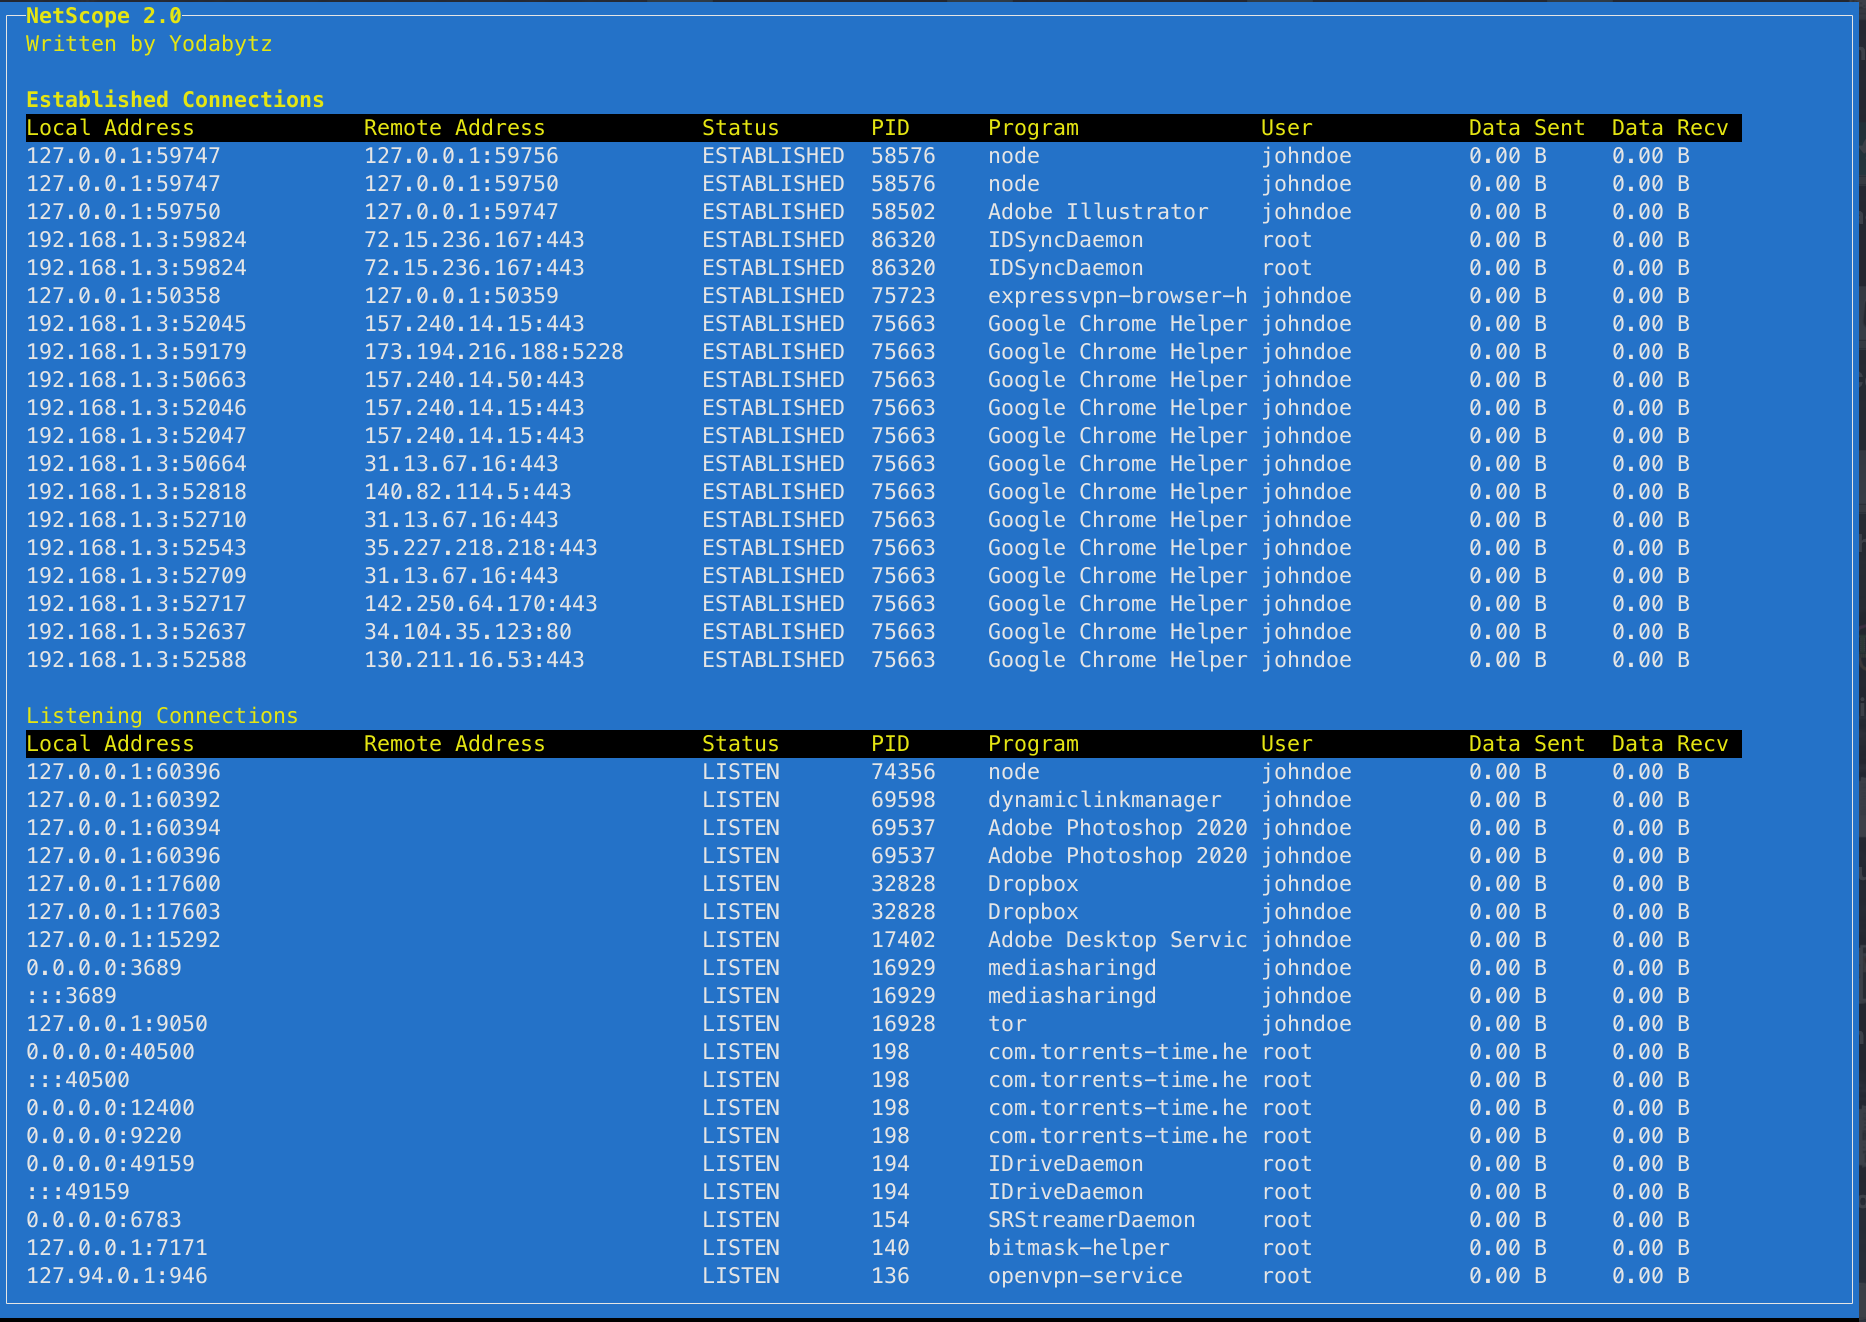 NetScope 2.0
Written by Yodabytz
Established Connections
Local Address Remote Address Status PID Program User Data Sent Data Recv
127.0.0.1:59747 127.0.0.1:59756 ESTABLISHED 58576 node johndoe 0.00 B 0.00 B
127.0.0.1:59747 127.0.0.1:59750 ESTABLISHED 58576 node johndoe 0.00 B 0.00 B
127.0.0.1:59750 127.0.0.1:59747 ESTABLISHED 58502 Adobe Illustrator johndoe 0.00 B 0.00 B
192.168.1.3:59824 72.15.236.167:443 ESTABLISHED 86320 IDSyncDaemon root 0.00 B 0.00 B
192.168.1.3:59824 72.15.236.167:443 ESTABLISHED 86320 IDSyncDaemon root 0.00 B 0.00 B
127.0.0.1:50358 127.0.0.1:50359 ESTABLISHED 75723 expressvpn-browser-h johndoe 0.00 B 0.00 B
192.168.1.3:52045 157.240.14.15:443 ESTABLISHED 75663 Google Chrome Helper johndoe 0.00 B 0.00 B
192.168.1.3:59179 173.194.216.188:5228 ESTABLISHED 75663 Google Chrome Helper johndoe 0.00 B 0.00 B
192.168.1.3:50663 157.240.14.50:443 ESTABLISHED 75663 Google Chrome Helper johndoe 0.00 B 0.00 B
192.168.1.3:52046 157.240.14.15:443 ESTABLISHED 75663 Google Chrome Helper johndoe 0.00 B 0.00 B
192.168.1.3:52047 157.240.14.15:443 ESTABLISHED 75663 Google Chrome Helper johndoe 0.00 B 0.00 B
192.168.1.3:50664 31.13.67.16:443 ESTABLISHED 75663 Google Chrome Helper johndoe 0.00 B 0.00 B
192.168.1.3:52818 140.82.114.5:443 ESTABLISHED 75663 Google Chrome Helper johndoe 0.00 B 0.00 B
192.168.1.3:52710 31.13.67.16:443 ESTABLISHED 75663 Google Chrome Helper johndoe 0.00 B 0.00 B
192.168.1.3:52543 35.227.218.218:443 ESTABLISHED 75663 Google Chrome Helper johndoe 0.00 B 0.00 B
192.168.1.3:52709 31.13.67.16:443 ESTABLISHED 75663 Google Chrome Helper johndoe 0.00 B 0.00 B
192.168.1.3:52717 142.250.64.170:443 ESTABLISHED 75663 Google Chrome Helper johndoe 0.00 B 0.00 B
192.168.1.3:52637 34.104.35.123:80 ESTABLISHED 75663 Google Chrome Helper johndoe 0.00 B 0.00 B
192.168.1.3:52588 130.211.16.53:443 ESTABLISHED 75663 Google Chrome Helper johndoe 0.00 B 0.00 B
Listening Connections
Local Address Remote Address Status PID Program User Data Sent Data Recv
127.0.0.1:60396 LISTEN 74356 node johndoe 0.00 B 0.00 B
127.0.0.1:60392 LISTEN 69598 dynamiclinkmanager johndoe 0.00 B 0.00 B
127.0.0.1:60394 LISTEN 69537 Adobe Photoshop 2020 johndoe 0.00 B 0.00 B
127.0.0.1:60396 LISTEN 69537 Adobe Photoshop 2020 johndoe 0.00 B 0.00 B
127.0.0.1:17600 LISTEN 32828 Dropbox johndoe 0.00 B 0.00 B
127.0.0.1:17603 LISTEN 32828 Dropbox johndoe 0.00 B 0.00 B
127.0.0.1:15292 LISTEN 17402 Adobe Desktop Servic johndoe 0.00 B 0.00 B
0.0.0.0:3689 LISTEN 16929 mediasharingd johndoe 0.00 B 0.00 B
:::3689 LISTEN 16929 mediasharingd johndoe 0.00 B 0.00 B
127.0.0.1:9050 LISTEN 16928 tor johndoe 0.00 B 0.00 B
0.0.0.0:40500 LISTEN 198 com.torrents-time.he root 0.00 B 0.00 B
:::40500 LISTEN 198 com.torrents-time.he root 0.00 B 0.00 B
0.0.0.0:12400 LISTEN 198 com.torrents-time.he root 0.00 B 0.00 B
0.0.0.0:9220 LISTEN 198 com.torrents-time.he root 0.00 B 0.00 B
0.0.0.0:49159 LISTEN 194 IDriveDaemon root 0.00 B 0.00 B
:::49159 LISTEN 194 IDriveDaemon root 0.00 B 0.00 B
0.0.0.0:6783 LISTEN 154 SRStreamerDaemon root 0.00 B 0.00 B
127.0.0.1:7171 LISTEN 140 bitmask-helper root 0.00 B 0.00 B
127.94.0.1:946 LISTEN 136 openvpn-service root 0.00 B 0.00 B